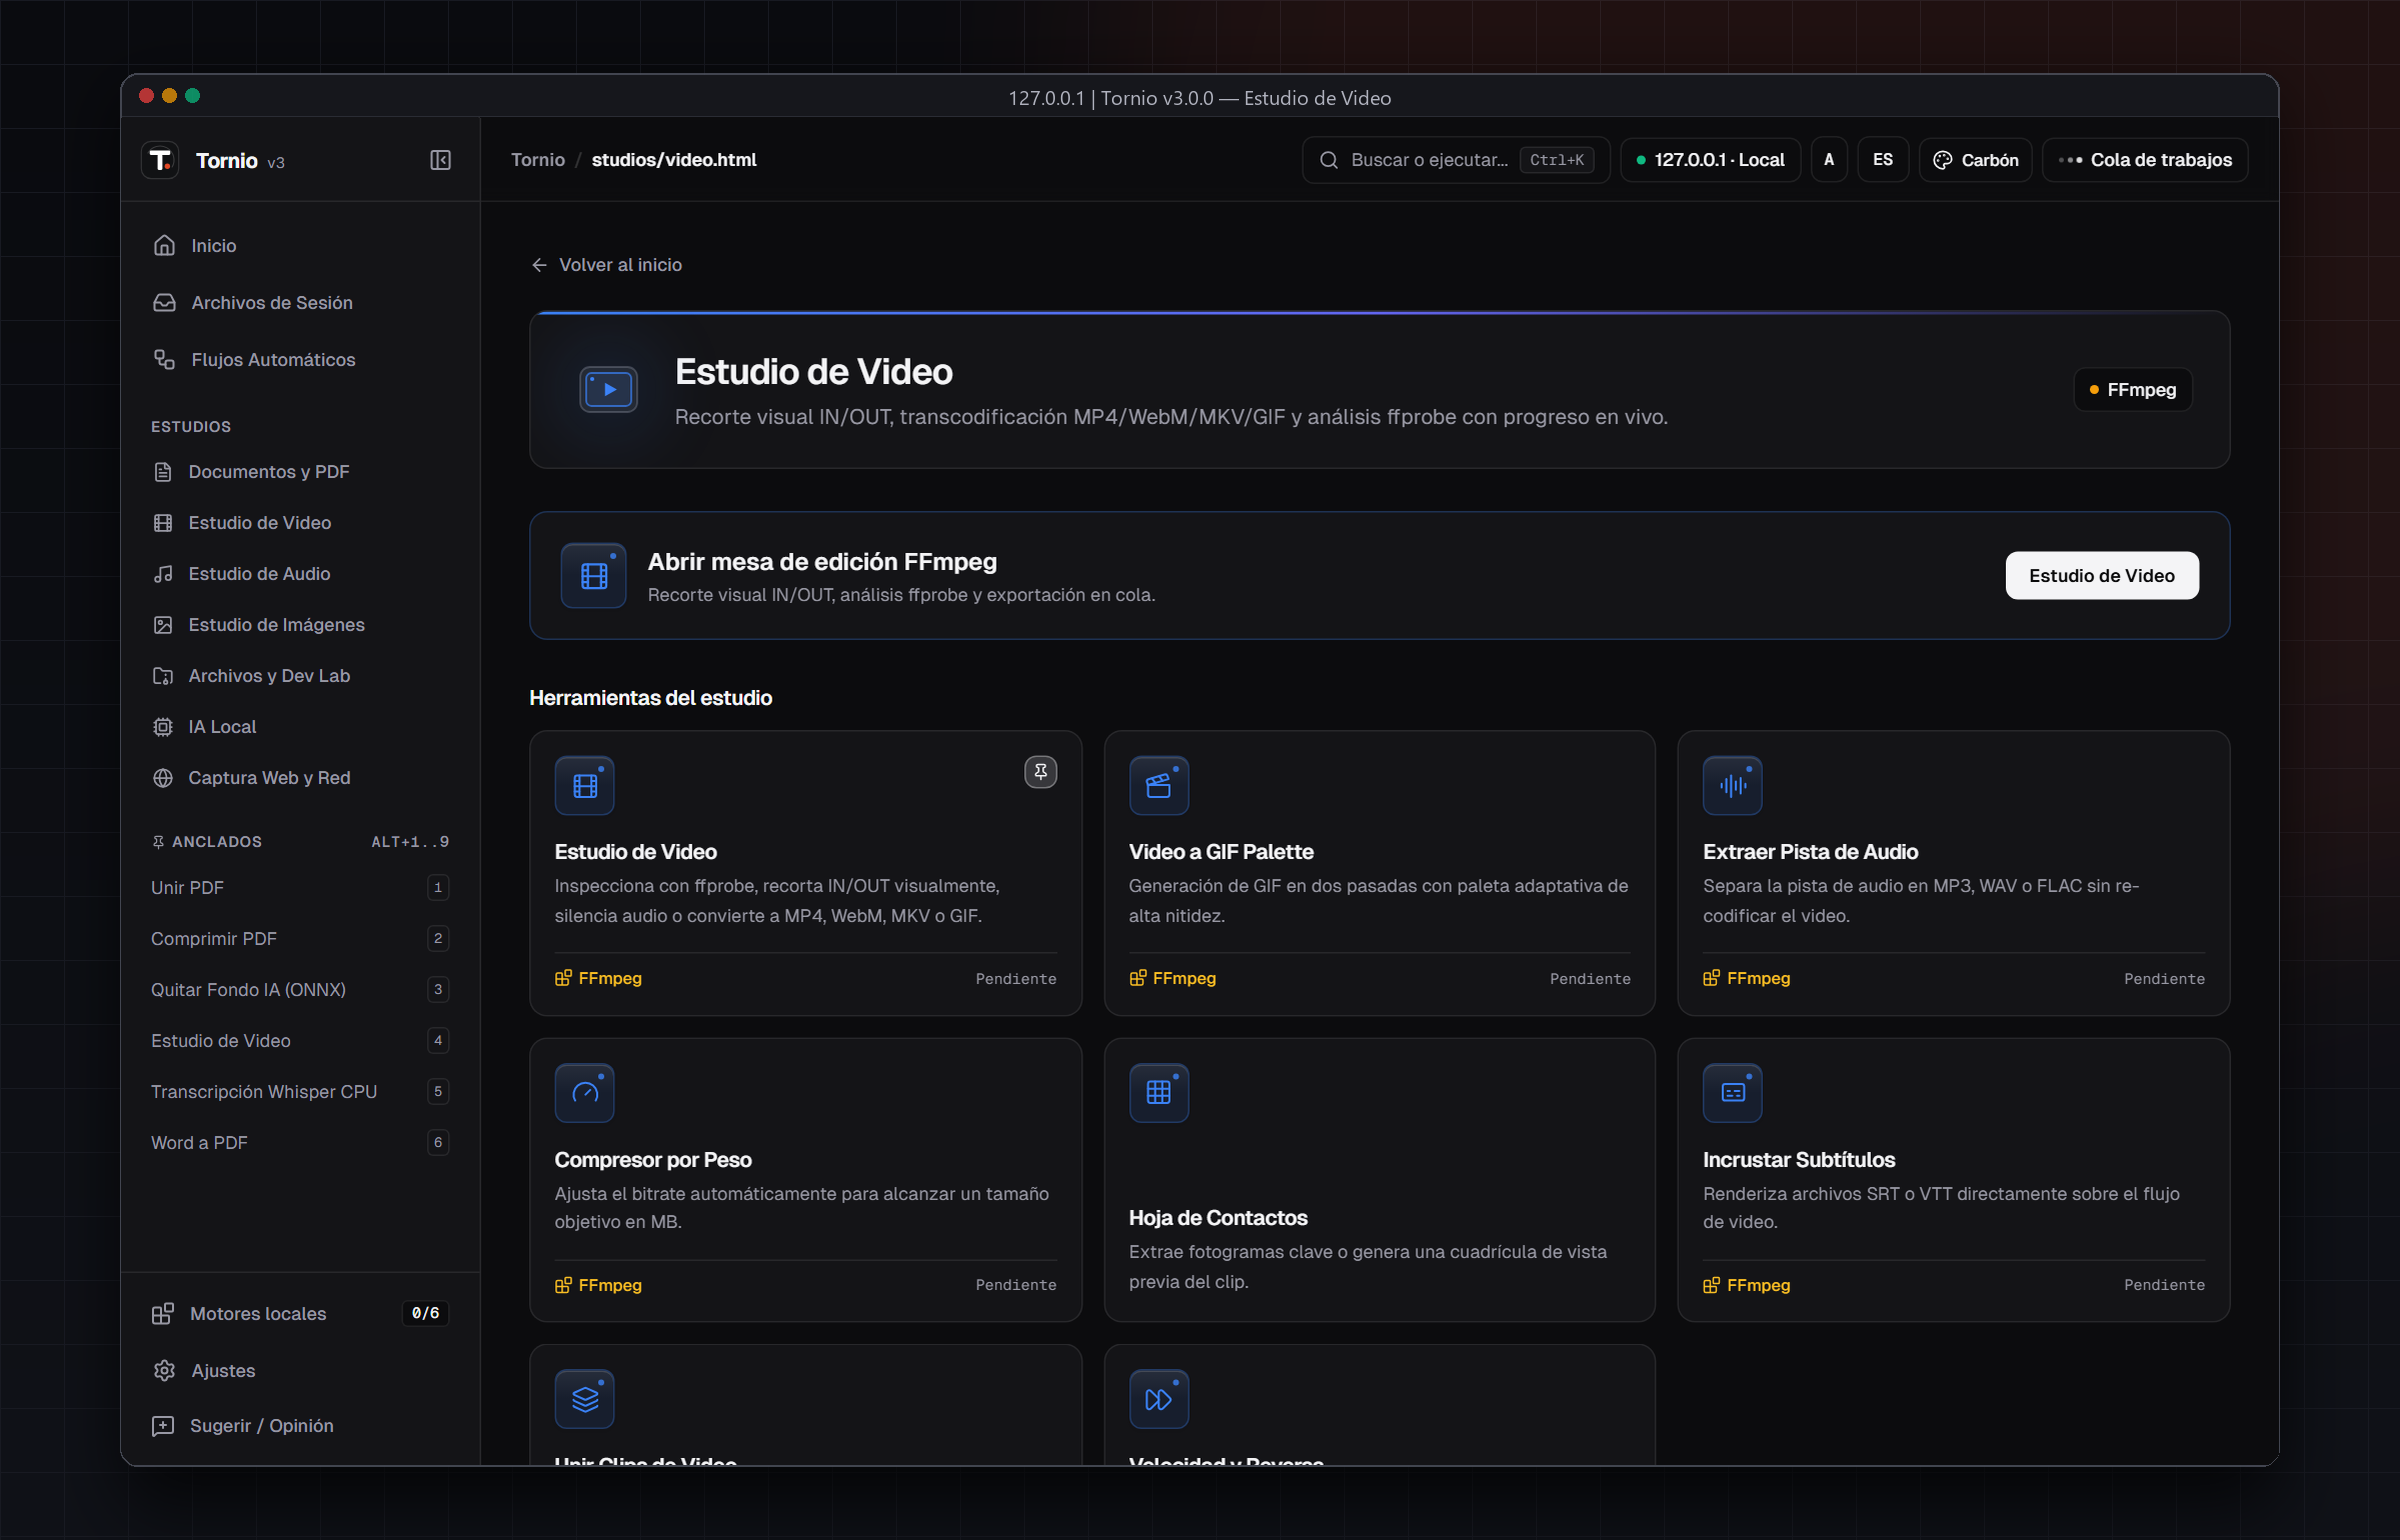 127.0.0.1 | Tornio v3.0.0 — Estudio de Video
Tornio v3
Tornio / studios/video.html
Buscar o ejecutar... Ctrl+K
127.0.0.1 · Local
A
ES
Carbón
Cola de trabajos
Inicio
Archivos de Sesión
Flujos Automáticos
ESTUDIOS
Documentos y PDF
Estudio de Video
Estudio de Audio
Estudio de Imágenes
Archivos y Dev Lab
IA Local
Captura Web y Red
ANCLADOS ALT+1..9
Unir PDF 1
Comprimir PDF 2
Quitar Fondo IA (ONNX) 3
Estudio de Video 4
Transcripción Whisper CPU 5
Word a PDF 6
Motores locales 0/6
Ajustes
Sugerir / Opinión
Volver al inicio
Estudio de Video
Recorte visual IN/OUT, transcodificación MP4/WebM/MKV/GIF y análisis ffprobe con progreso en vivo.
FFmpeg
Abrir mesa de edición FFmpeg
Recorte visual IN/OUT, análisis ffprobe y exportación en cola.
Estudio de Video
Herramientas del estudio
Estudio de Video
Inspecciona con ffprobe, recorta IN/OUT visualmente,
silencia audio o convierte a MP4, WebM, MKV o GIF.
FFmpeg Pendiente
Video a GIF Palette
Generación de GIF en dos pasadas con paleta adaptativa de
alta nitidez.
FFmpeg Pendiente
Extraer Pista de Audio
Separa la pista de audio en MP3, WAV o FLAC sin re-
codificar el video.
FFmpeg Pendiente
Compresor por Peso
Ajusta el bitrate automáticamente para alcanzar un tamaño
objetivo en MB.
FFmpeg Pendiente
Hoja de Contactos
Extrae fotogramas clave o genera una cuadrícula de vista
previa del clip.
Incrustar Subtítulos
Renderiza archivos SRT o VTT directamente sobre el flujo
de video.
FFmpeg Pendiente
Unir Clips de Video
Velocidad y Reversa